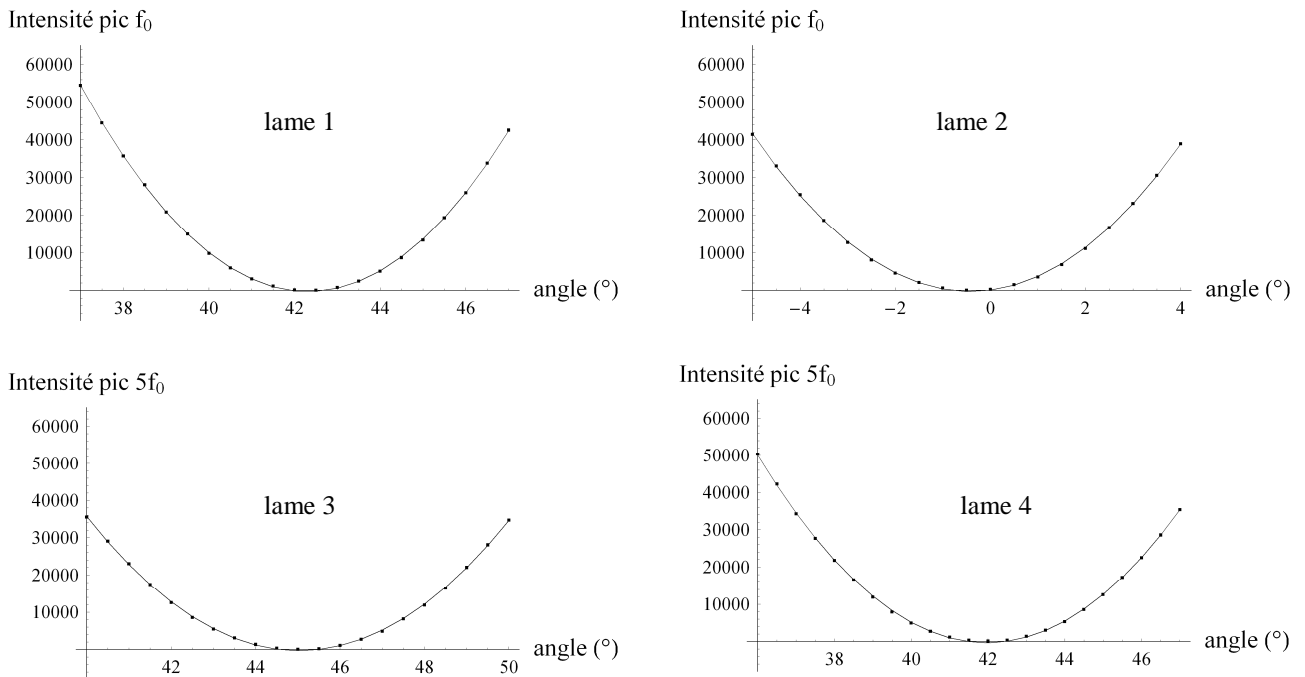 Intensité pic f₀
60000
50000
40000
30000
20000
10000
lame 1
38 40 42 44 46
angle (°)
Intensité pic f₀
60000
50000
40000
30000
20000
10000
lame 2
−4 −2 0 2 4
angle (°)
Intensité pic 5f₀
60000
50000
40000
30000
20000
10000
lame 3
42 44 46 48 50
angle (°)
Intensité pic 5f₀
60000
50000
40000
30000
20000
10000
lame 4
38 40 42 44 46
angle (°)